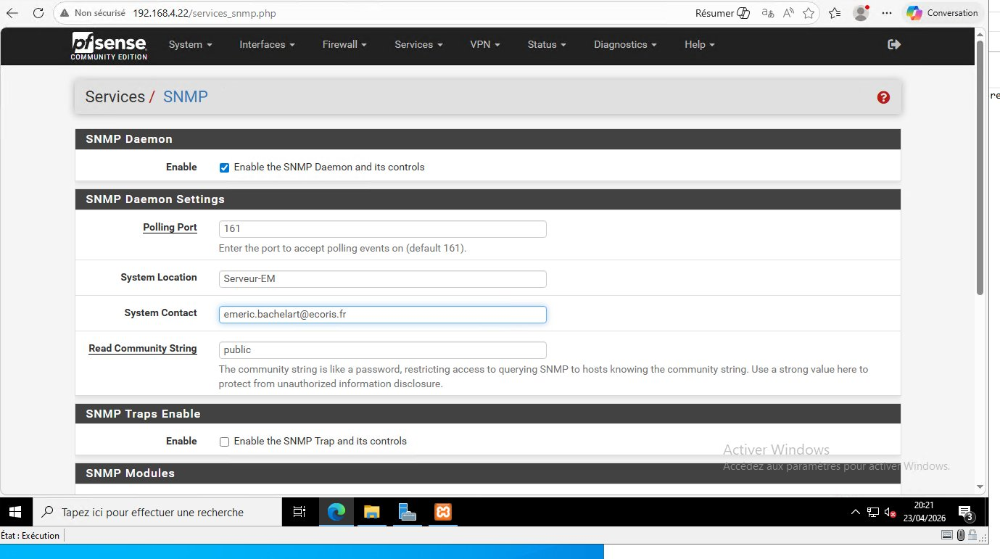 Non sécurisé 192.168.4.22/services_snmp.php Résumer Conversation
pfsense COMMUNITY EDITION System Interfaces Firewall Services VPN Status Diagnostics Help
Services / SNMP
re
SNMP Daemon
Enable Enable the SNMP Daemon and its controls
SNMP Daemon Settings
Polling Port 161
Enter the port to accept polling events on (default 161).
System Location Serveur-EM
System Contact emeric.bachelart@ecoris.fr
Read Community String public
The community string is like a password, restricting access to querying SNMP to hosts knowing the community string. Use a strong value here to
protect from unauthorized information disclosure.
SNMP Traps Enable
Enable Enable the SNMP Trap and its controls
Activer Windows
Accédez aux paramètres pour activer Windows.
SNMP Modules
Tapez ici pour effectuer une recherche
20:21
23/04/2026
3
État : Exécution